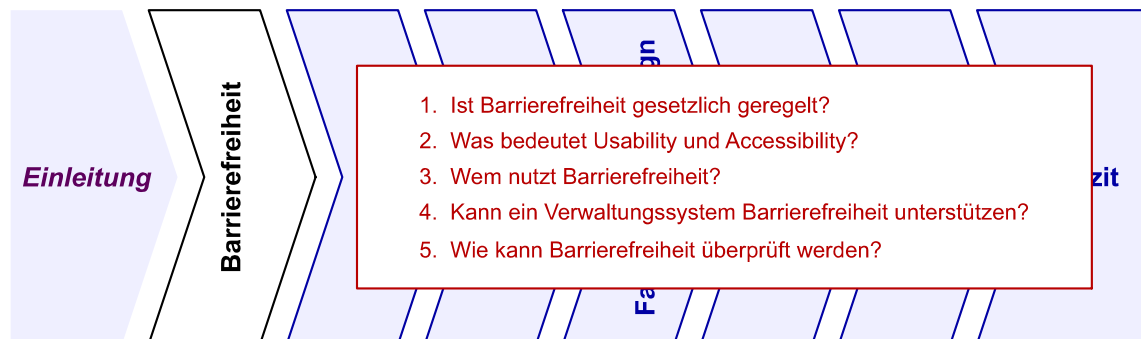 Einleitung
Barrierefreiheit
1. Ist Barrierefreiheit gesetzlich geregelt?
2. Was bedeutet Usability und Accessibility?
3. Wem nutzt Barrierefreiheit?
4. Kann ein Verwaltungssystem Barrierefreiheit unterstützen?
5. Wie kann Barrierefreiheit überprüft werden?